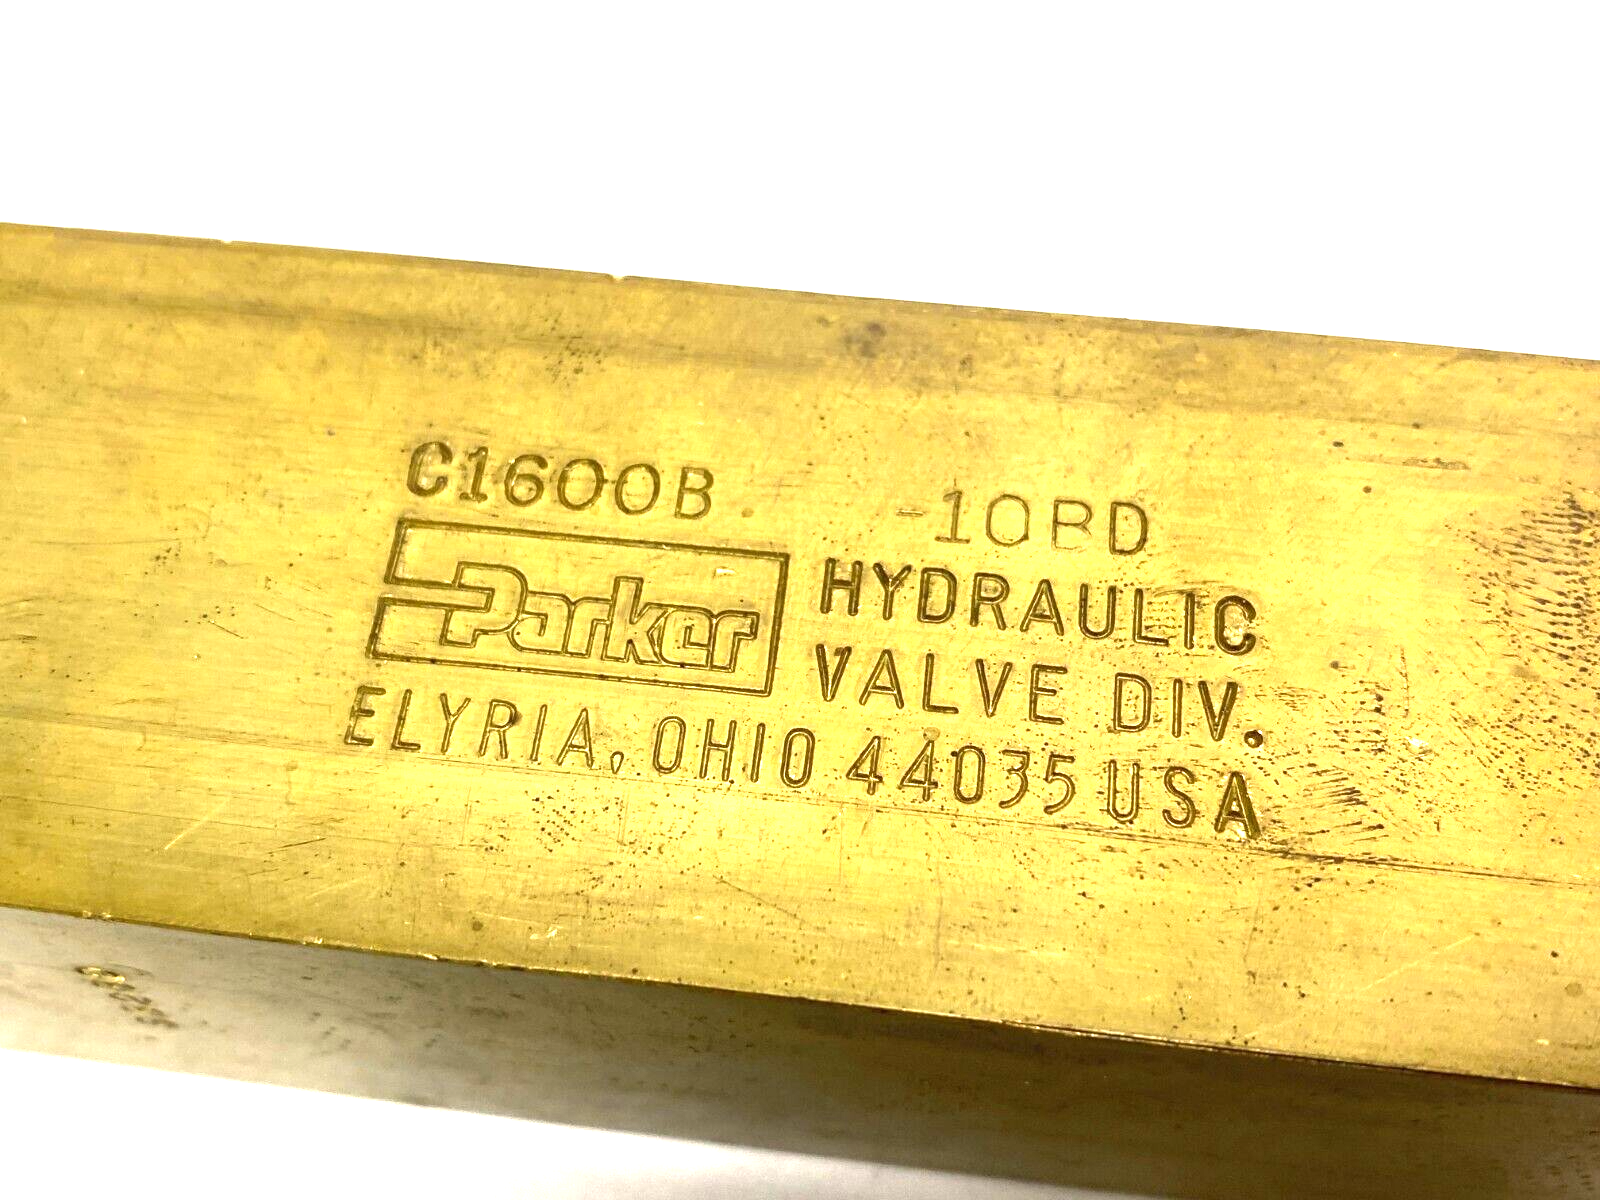 C1600B -10BD
Parker HYDRAULIC
VALVE DIV.
ELYRIA, OHIO 44035 USA